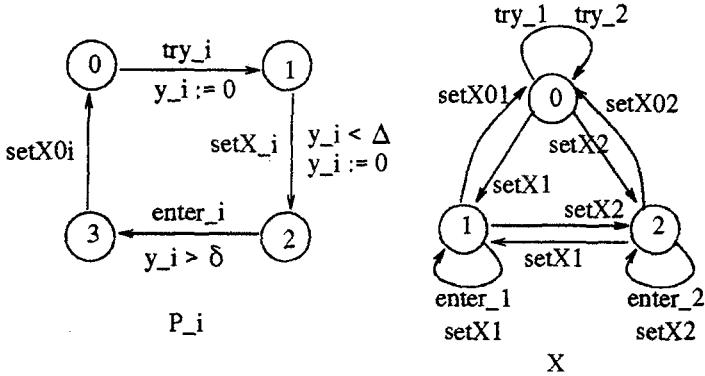 0
try_i
y_i := 0
1
setX0i
setX_i
y_i < Δ
y_i := 0
3
enter_i
y_i > δ
2
P_i
try_1 try_2
0
setX01
setX02
setX2
setX1
1
setX2
setX1
2
enter_1
setX1
enter_2
setX2
X